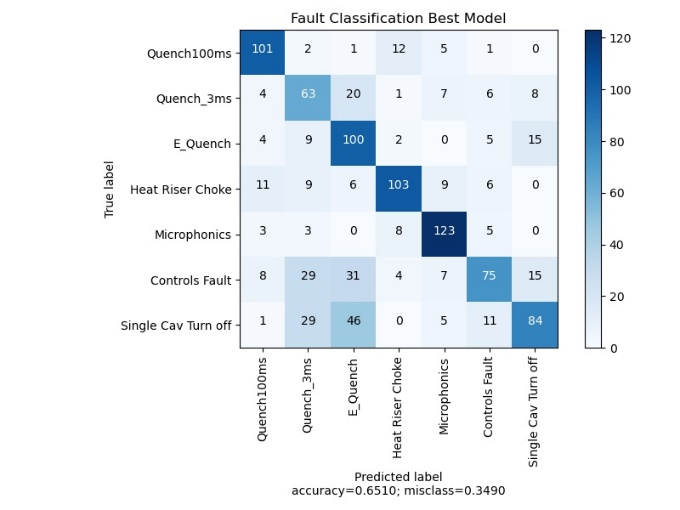 Fault Classification Best Model
Quench100ms 101 2 1 12 5 1 0
Quench_3ms 4 63 20 1 7 6 8
E_Quench 4 9 100 2 0 5 15
Heat Riser Choke 11 9 6 103 9 6 0
Microphonics 3 3 0 8 123 5 0
Controls Fault 8 29 31 4 7 75 15
Single Cav Turn off 1 29 46 0 5 11 84
True label
Quench100ms
Quench_3ms
E_Quench
Heat Riser Choke
Microphonics
Controls Fault
Single Cav Turn off
Predicted label
accuracy=0.6510; misclass=0.3490
120
100
80
60
40
20
0